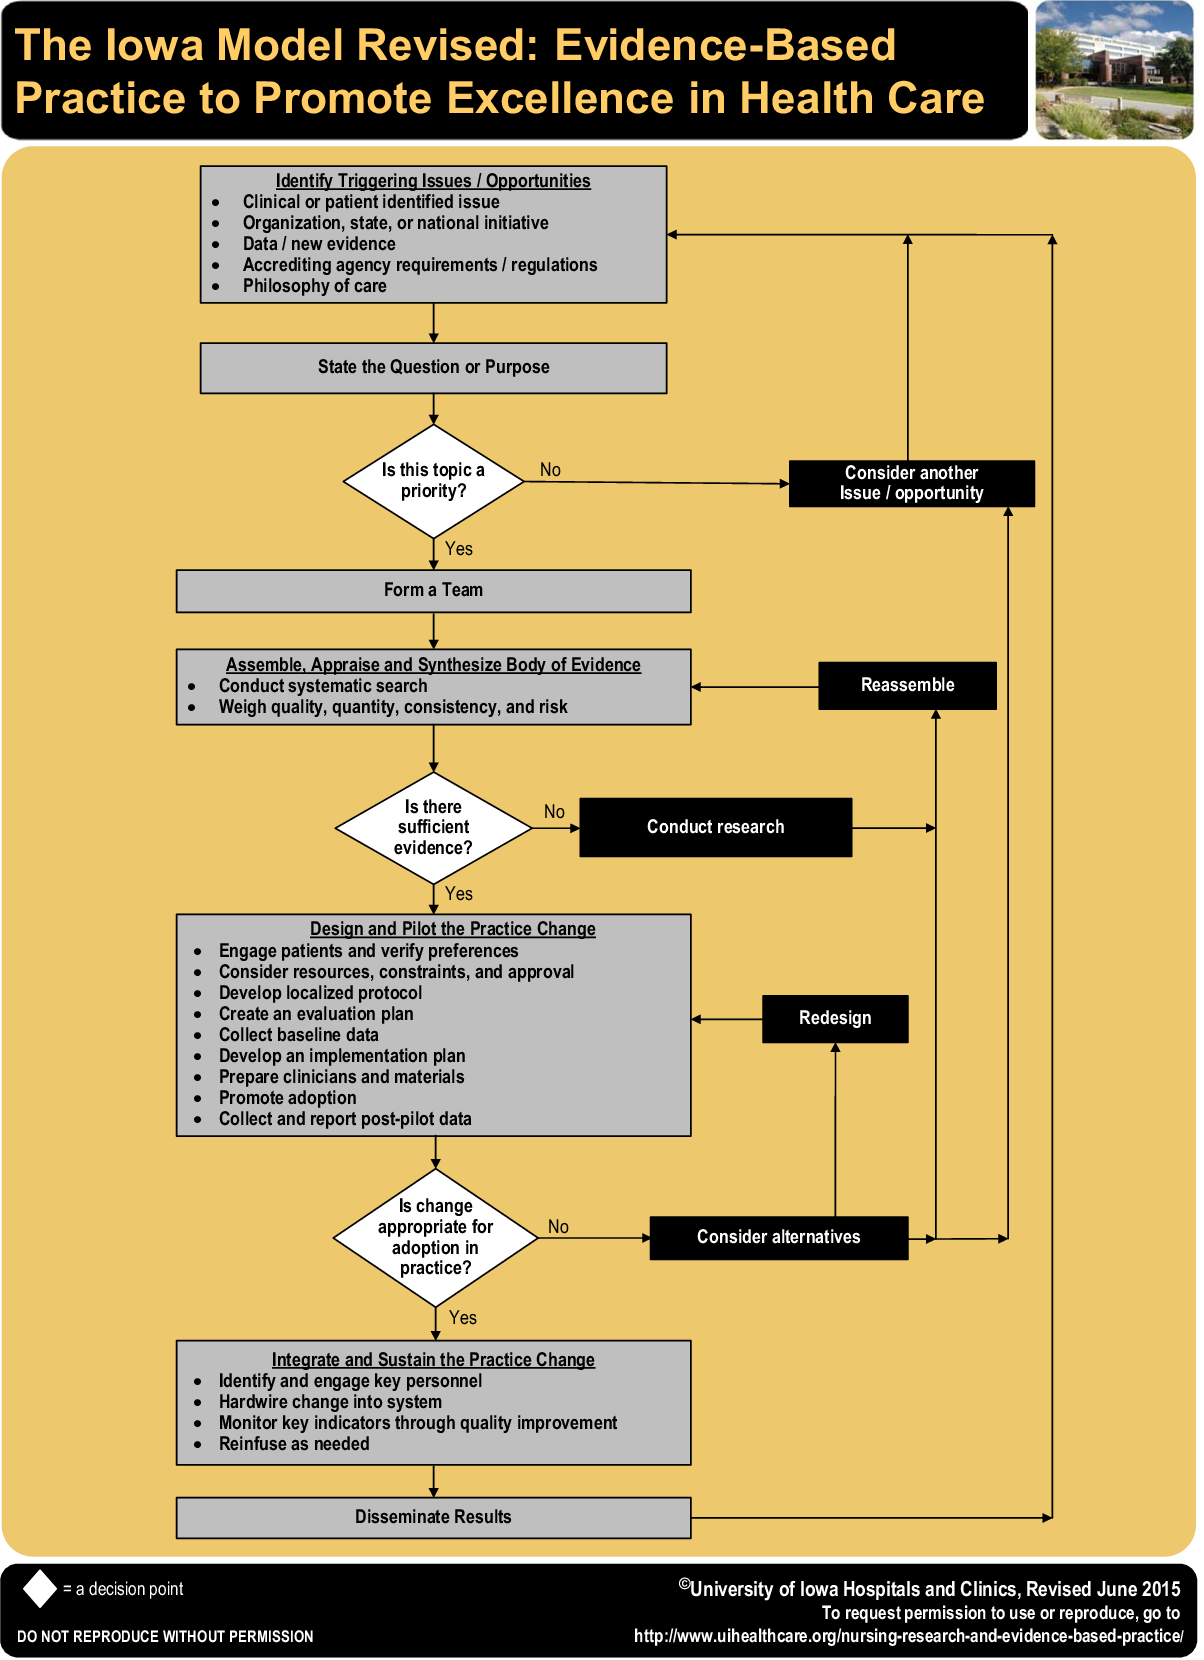 The Iowa Model Revised: Evidence-Based
Practice to Promote Excellence in Health Care
Identify Triggering Issues / Opportunities
• Clinical or patient identified issue
• Organization, state, or national initiative
• Data / new evidence
• Accrediting agency requirements / regulations
• Philosophy of care
State the Question or Purpose
Is this topic a
priority?
No
Consider another
Issue / opportunity
Yes
Form a Team
Assemble, Appraise and Synthesize Body of Evidence
• Conduct systematic search
• Weigh quality, quantity, consistency, and risk
Reassemble
Is there
sufficient
evidence?
No
Conduct research
Yes
Design and Pilot the Practice Change
• Engage patients and verify preferences
• Consider resources, constraints, and approval
• Develop localized protocol
• Create an evaluation plan
• Collect baseline data
• Develop an implementation plan
• Prepare clinicians and materials
• Promote adoption
• Collect and report post-pilot data
Redesign
Is change
appropriate for
adoption in
practice?
No
Consider alternatives
Yes
Integrate and Sustain the Practice Change
• Identify and engage key personnel
• Hardwire change into system
• Monitor key indicators through quality improvement
• Reinfuse as needed
Disseminate Results
= a decision point
DO NOT REPRODUCE WITHOUT PERMISSION
©University of Iowa Hospitals and Clinics, Revised June 2015
To request permission to use or reproduce, go to
http://www.uihealthcare.org/nursing-research-and-evidence-based-practice/